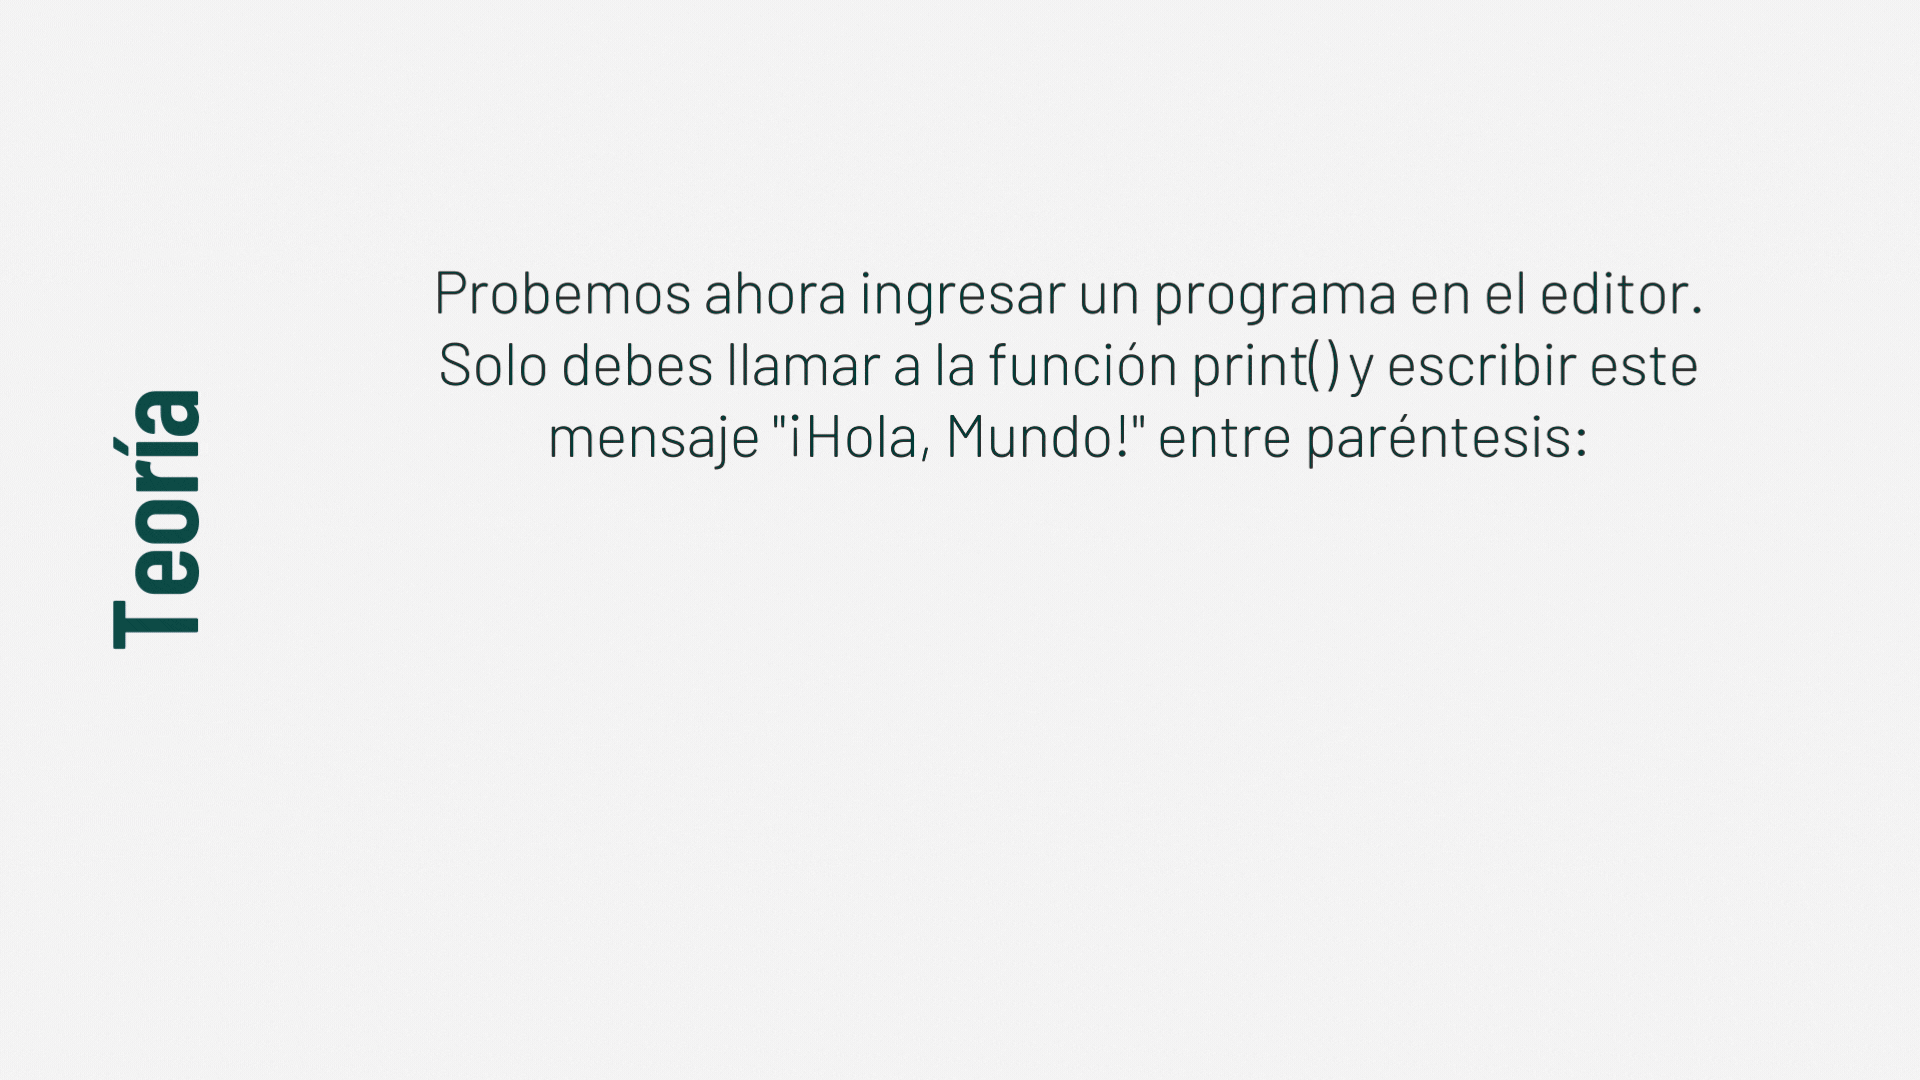 Teoría
Probemos ahora ingresar un programa en el editor.
Solo debes llamar a la función print() y escribir este
mensaje "¡Hola, Mundo!" entre paréntesis: